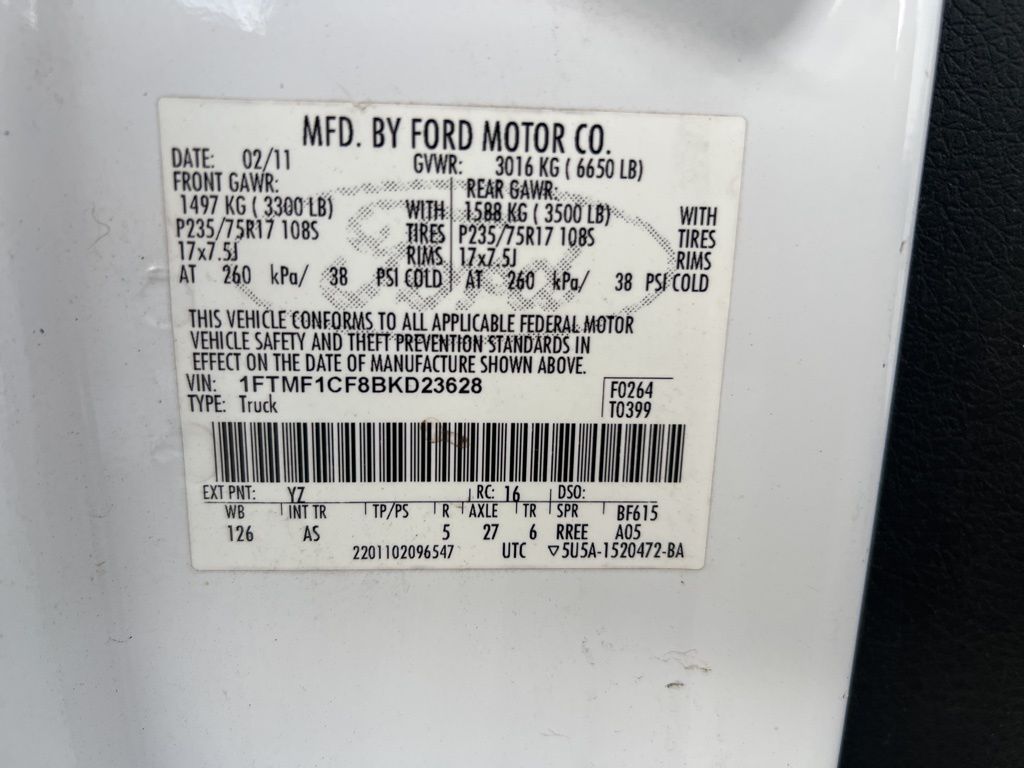 MFD. BY FORD MOTOR CO.
DATE: 02/11 GVWR: 3016 KG ( 6650 LB)
FRONT GAWR: REAR GAWR:
1497 KG ( 3300 LB) WITH 1588 KG ( 3500 LB) WITH
P235/75R17 108S TIRES P235/75R17 108S TIRES
17x7.5J RIMS 17x7.5J RIMS
AT 260 kPa/ 38 PSI COLD AT 260 kPa/ 38 PSI COLD
Ford
THIS VEHICLE CONFORMS TO ALL APPLICABLE FEDERAL MOTOR
VEHICLE SAFETY AND THEFT PREVENTION STANDARDS IN
EFFECT ON THE DATE OF MANUFACTURE SHOWN ABOVE.
VIN: 1FTMF1CF8BKD23628 F0264
TYPE: Truck T0399
EXT PNT: YZ RC: 16 DSO:
WB INT TR TP/PS R AXLE TR SPR BF615
126 AS 5 27 6 RREE A05
2201102096547 UTC ▽5U5A-1520472-BA